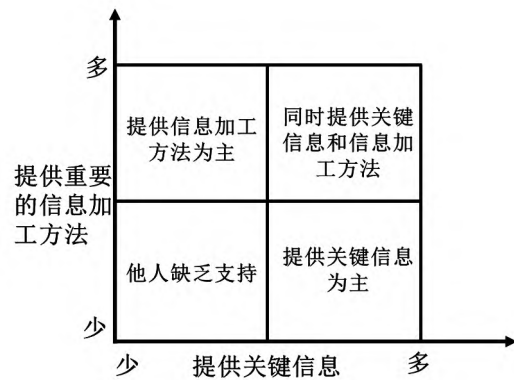 多
提供信息加工
方法为主
同时提供关键
信息和信息加
工方法
提供重要
的信息加
工方法
他人缺乏支持
提供关键信息
为主
少
少
提供关键信息
多